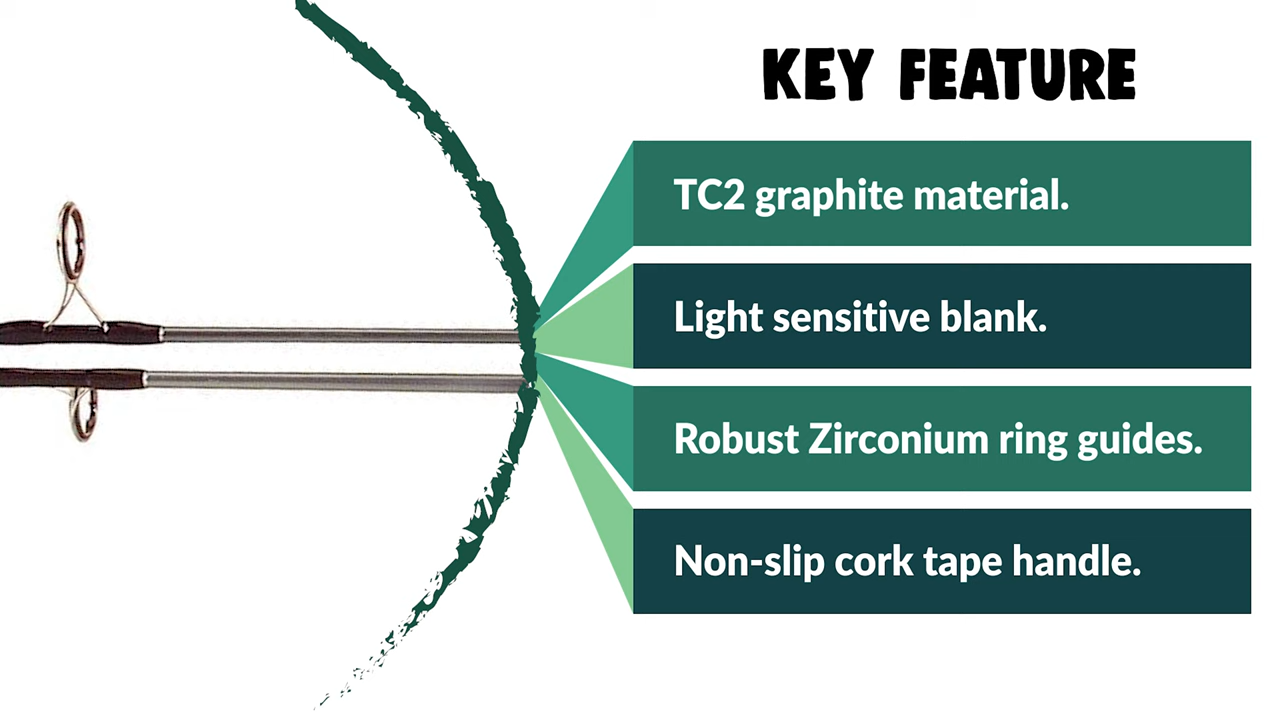 KEY FEATURE
TC2 graphite material.
Light sensitive blank.
Robust Zirconium ring guides.
Non-slip cork tape handle.